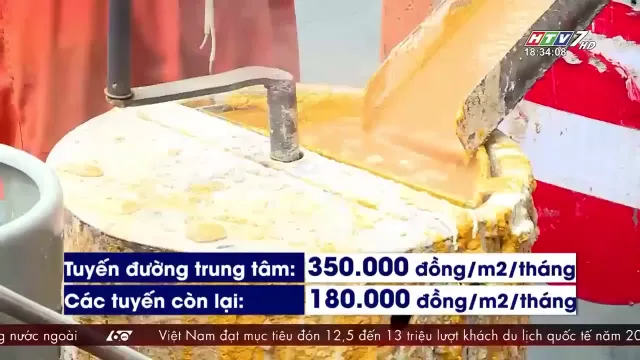 HTV7 HD
18:34:08
Tuyến đường trung tâm: 350.000 đồng/m2/tháng
Các tuyến còn lại: 180.000 đồng/m2/tháng
g nước ngoài 60 Việt Nam đạt mục tiêu đón 12,5 đến 13 triệu lượt khách du lịch quốc tế năm 20